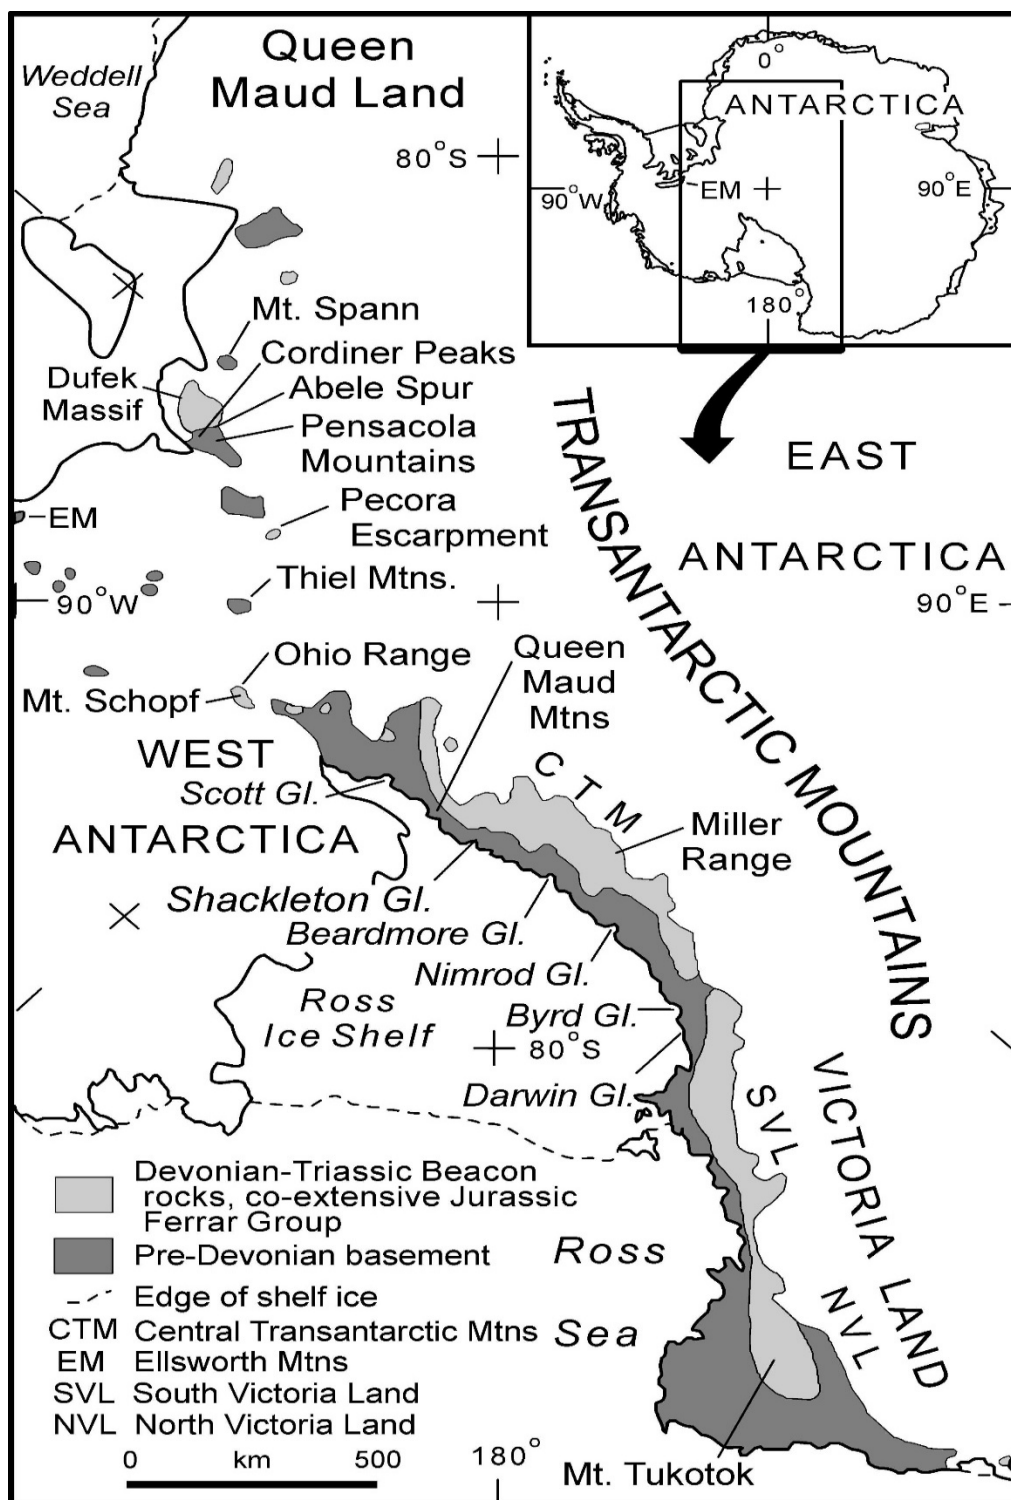 Queen
Maud Land
Weddell
Sea
80°S
0°
ANTARCTICA
90°W
EM
90°E
180°
Mt. Spann
Cordiner Peaks
Dufek
Massif
Abele Spur
Pensacola
Mountains
EM
Pecora
Escarpment
Thiel Mtns.
90°W
TRANSANTARCTIC MOUNTAINS
EAST
ANTARCTICA
90°E
Ohio Range
Mt. Schopf
Queen
Maud
Mtns
WEST
ANTARCTICA
Scott Gl.
CTM
Miller
Range
Shackleton Gl.
Beardmore Gl.
Nimrod Gl.
Byrd Gl.
Ross
Ice Shelf
80°S
Darwin Gl.
SVL
VICTORIA LAND
NVL
Devonian-Triassic Beacon
rocks, co-extensive Jurassic
Ferrar Group
Pre-Devonian basement
Edge of shelf ice
CTM Central Transantarctic Mtns
EM Ellsworth Mtns
SVL South Victoria Land
NVL North Victoria Land
Ross
Sea
0 km 500
180°
Mt. Tukotok